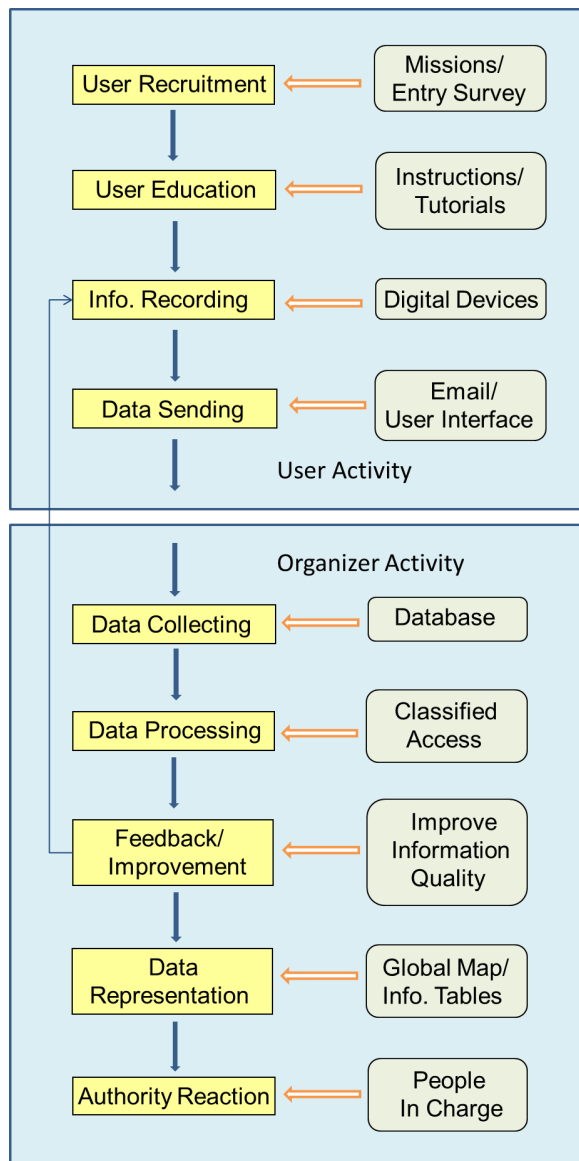 User Recruitment
Missions/
Entry Survey
User Education
Instructions/
Tutorials
Info. Recording
Digital Devices
Data Sending
Email/
User Interface
User Activity
Organizer Activity
Data Collecting
Database
Data Processing
Classified
Access
Feedback/
Improvement
Improve
Information
Quality
Data
Representation
Global Map/
Info. Tables
Authority Reaction
People
In Charge